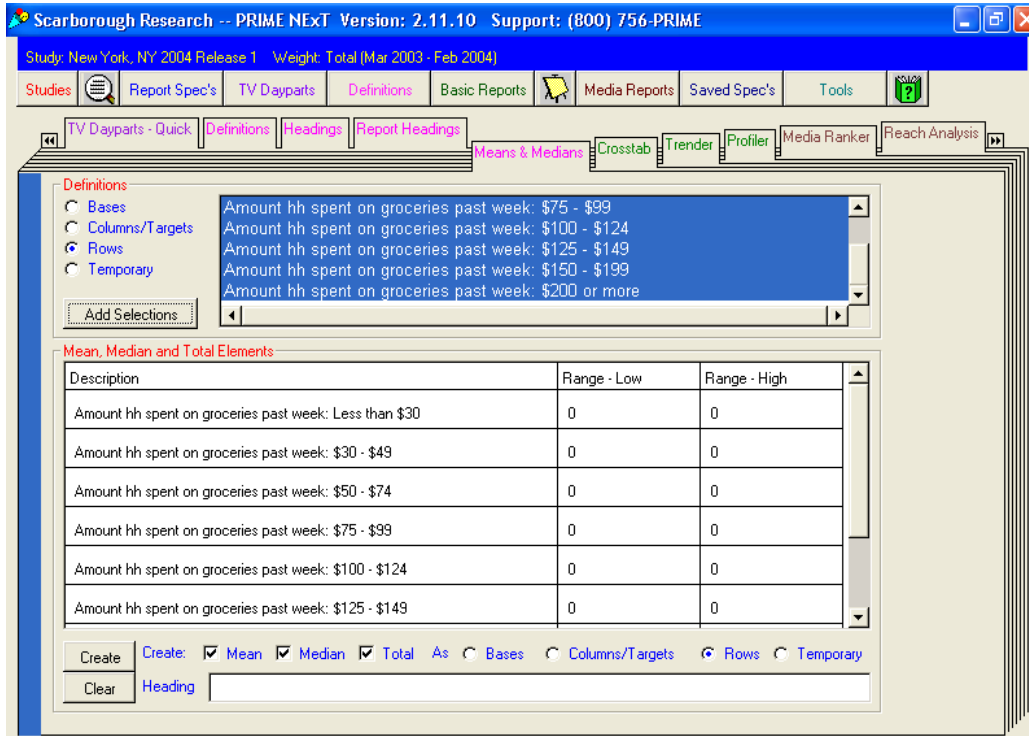 Scarborough Research -- PRIME NExT Version: 2.11.10 Support: (800) 756-PRIME
Study: New York, NY 2004 Release 1 Weight: Total (Mar 2003 - Feb 2004)
Studies Report Spec's TV Dayparts Definitions Basic Reports Media Reports Saved Spec's Tools
TV Dayparts - Quick Definitions Headings Report Headings
Means & Medians Crosstab Trender Profiler Media Ranker Reach Analysis
Definitions
Bases
Columns/Targets
Rows
Temporary
Add Selections
Amount hh spent on groceries past week: $75 - $99
Amount hh spent on groceries past week: $100 - $124
Amount hh spent on groceries past week: $125 - $149
Amount hh spent on groceries past week: $150 - $199
Amount hh spent on groceries past week: $200 or more
Mean, Median and Total Elements
Description Range - Low Range - High
Amount hh spent on groceries past week: Less than $30 0 0
Amount hh spent on groceries past week: $30 - $49 0 0
Amount hh spent on groceries past week: $50 - $74 0 0
Amount hh spent on groceries past week: $75 - $99 0 0
Amount hh spent on groceries past week: $100 - $124 0 0
Amount hh spent on groceries past week: $125 - $149 0 0
Create Create: Mean Median Total As Bases Columns/Targets Rows Temporary
Clear Heading